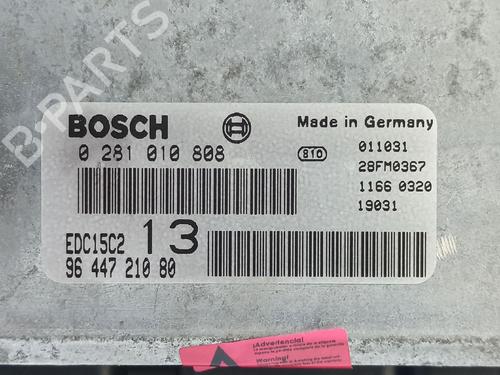 B-PARTS
BOSCH
Made in Germany
0 281 010 808
810
011031
28FM0367
1166 0320
19031
EDC15C2 13
96 447 210 80
¡Advertencia!
Warning!